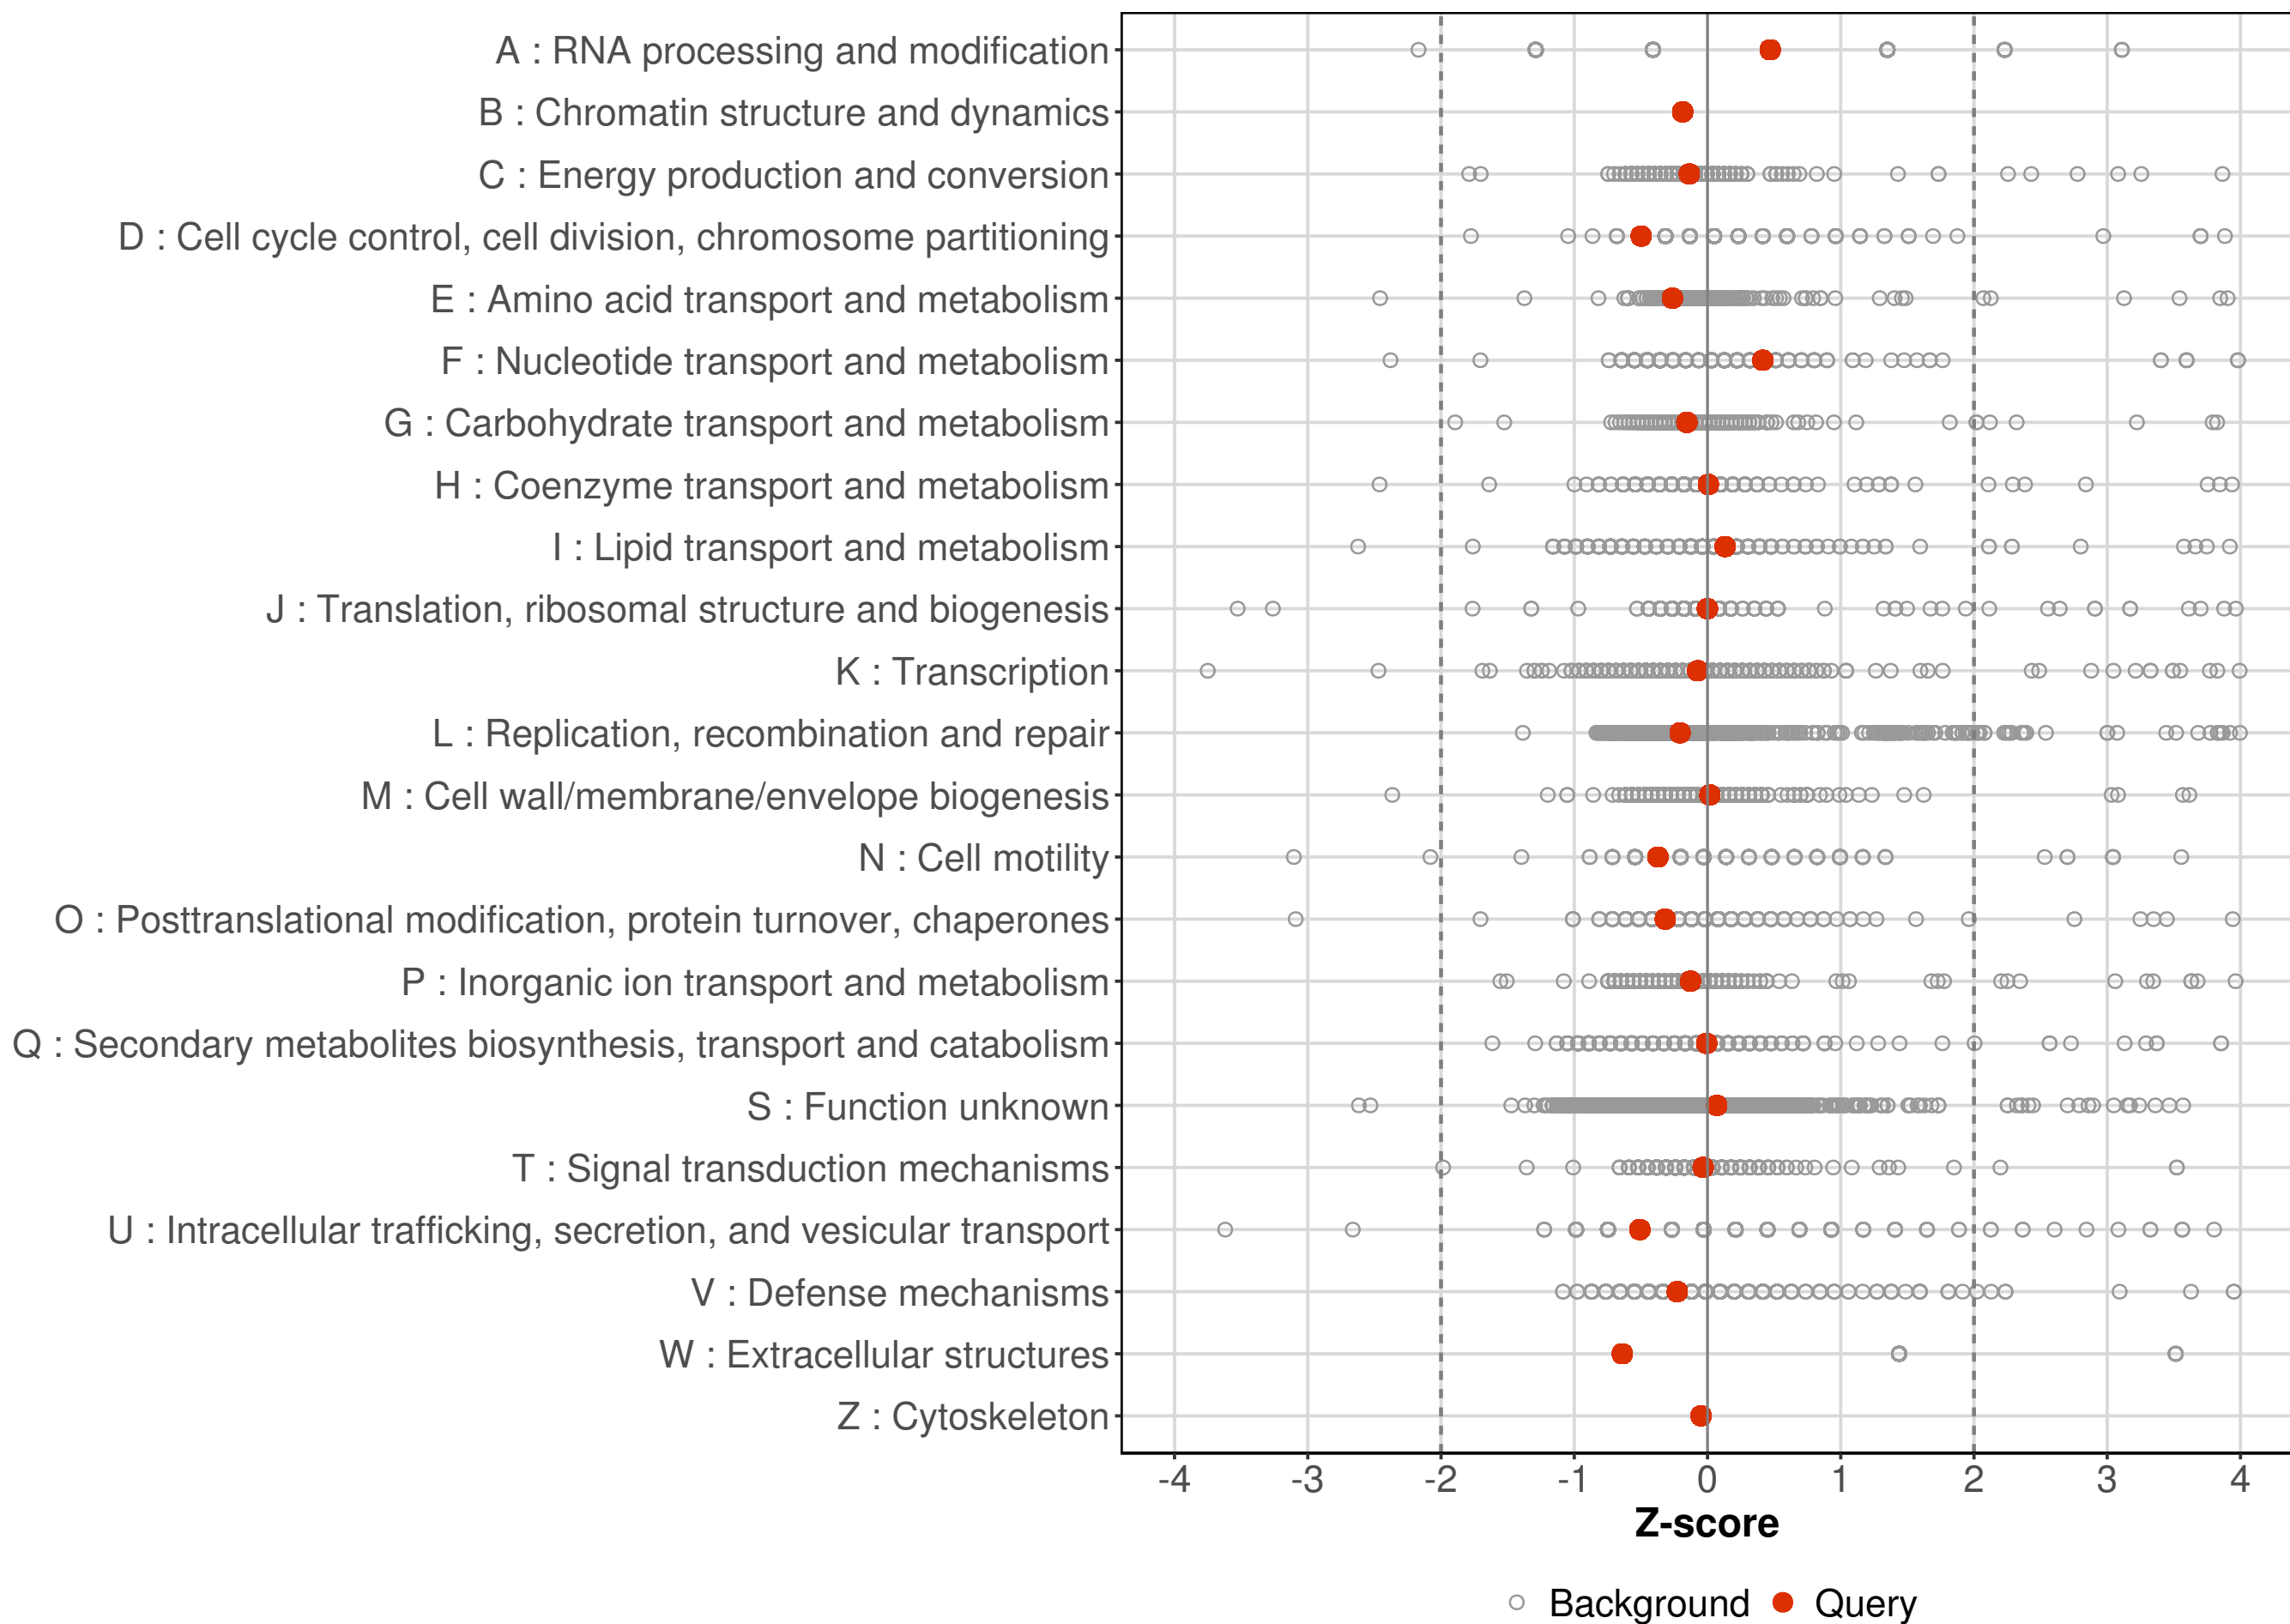 A : RNA processing and modification
B : Chromatin structure and dynamics
C : Energy production and conversion
D : Cell cycle control, cell division, chromosome partitioning
E : Amino acid transport and metabolism
F : Nucleotide transport and metabolism
G : Carbohydrate transport and metabolism
H : Coenzyme transport and metabolism
I : Lipid transport and metabolism
J : Translation, ribosomal structure and biogenesis
K : Transcription
L : Replication, recombination and repair
M : Cell wall/membrane/envelope biogenesis
N : Cell motility
O : Posttranslational modification, protein turnover, chaperones
P : Inorganic ion transport and metabolism
Q : Secondary metabolites biosynthesis, transport and catabolism
S : Function unknown
T : Signal transduction mechanisms
U : Intracellular trafficking, secretion, and vesicular transport
V : Defense mechanisms
W : Extracellular structures
Z : Cytoskeleton
-4 -3 -2 -1 0 1 2 3 4
Z-score
Background Query